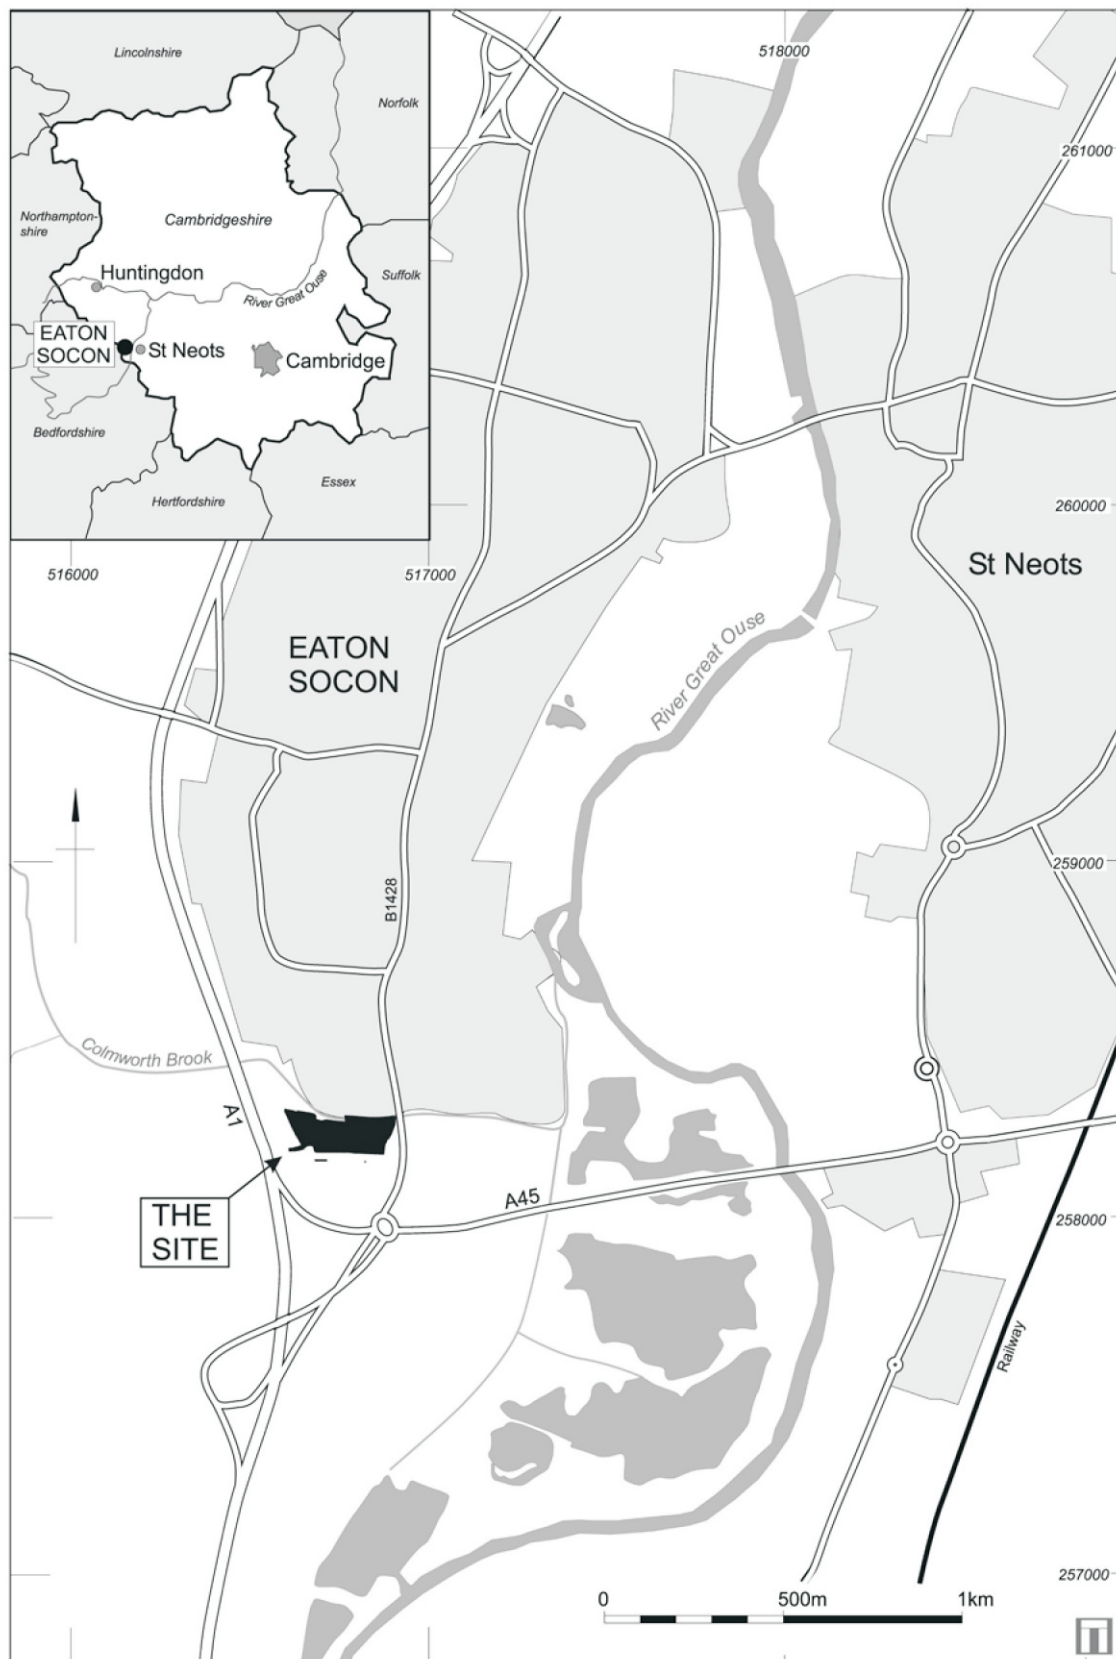 Lincolnshire
Norfolk
Northampton-
shire
Cambridgeshire
Huntingdon
Suffolk
River Great Ouse
EATON
SOCON
St Neots
Cambridge
Bedfordshire
Essex
Hertfordshire
518000
261000
260000
516000
517000
St Neots
EATON
SOCON
River Great Ouse
259000
B1428
Colmworth Brook
A1
A45
THE
SITE
258000
Railway
257000
0 500m 1km